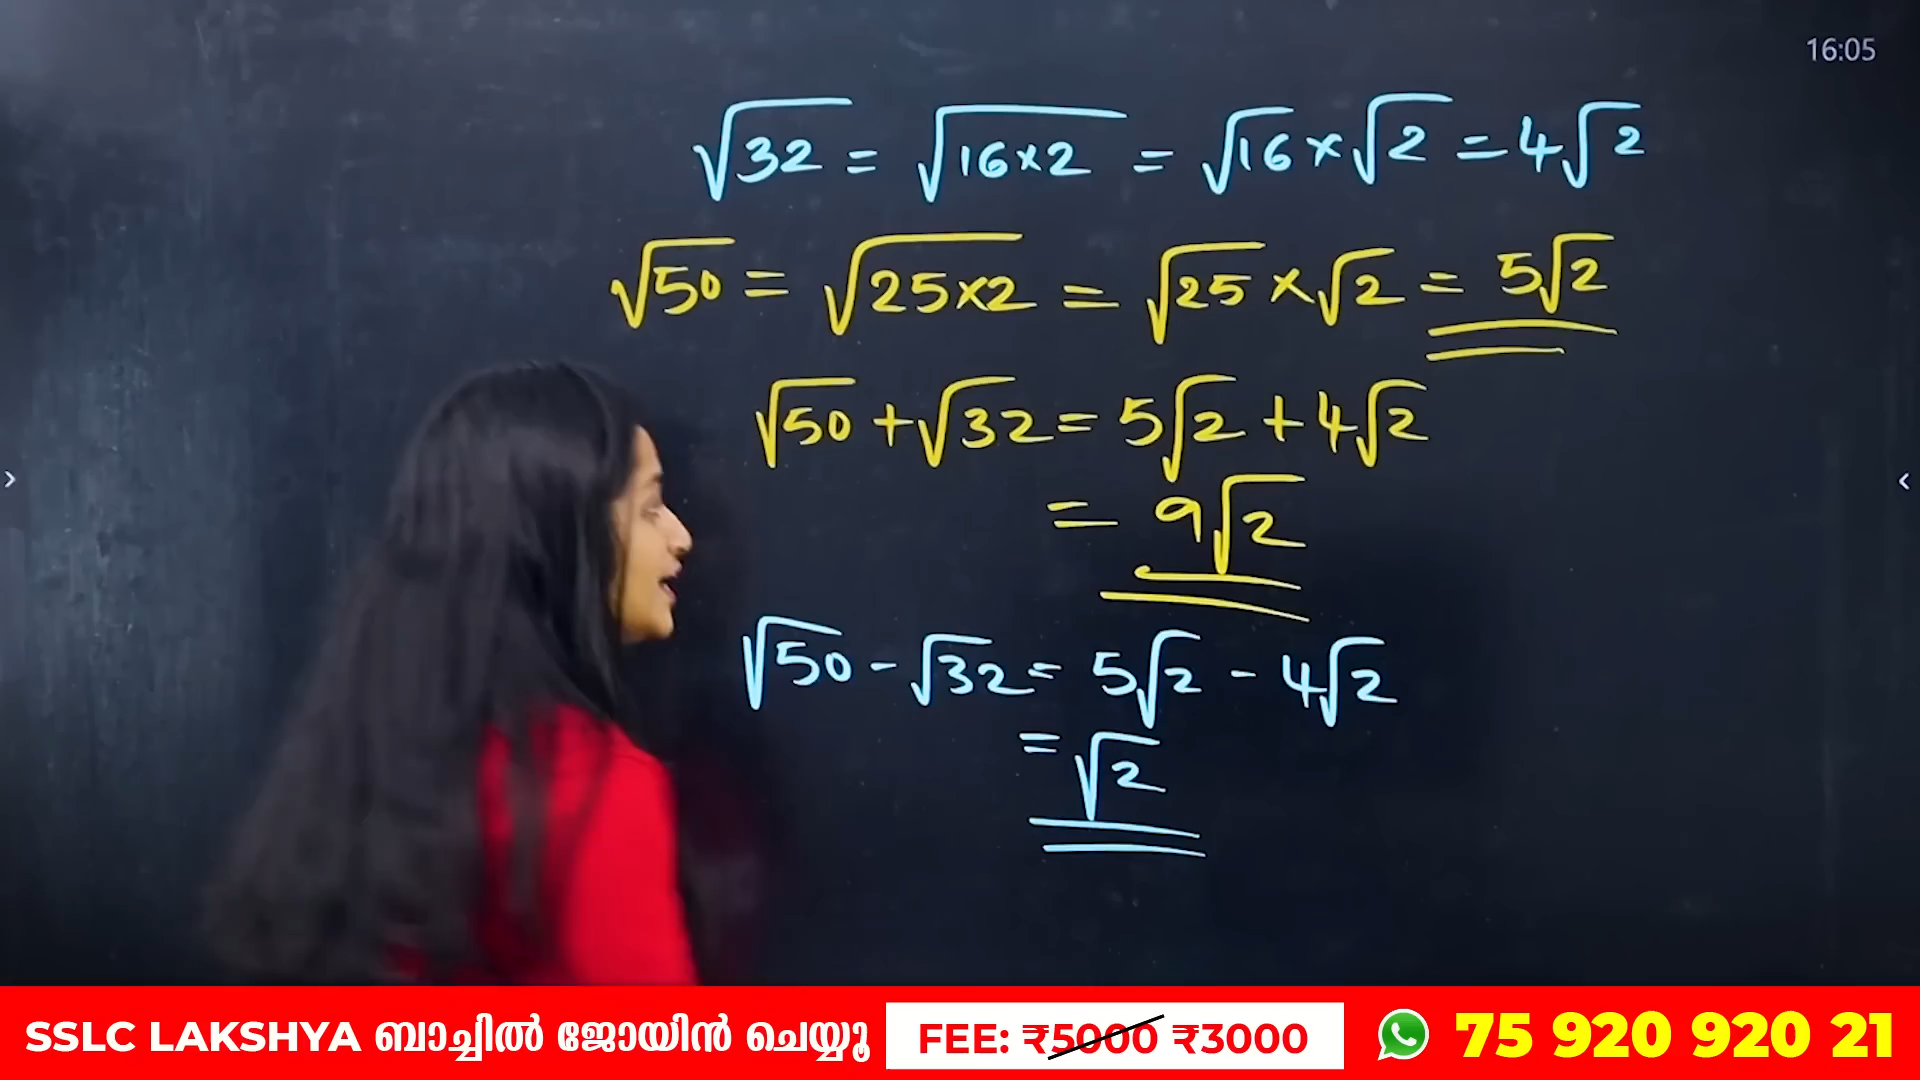 16:05
√32 = √16×2 = √16 × √2 = 4√2
√50 = √25×2 = √25 × √2 = 5√2
√50 + √32 = 5√2 + 4√2
= 9√2
√50 - √32 = 5√2 - 4√2
= √2
SSLC LAKSHYA ബാച്ചിൽ ജോയിൻ ചെയ്യൂ FEE: ₹5000 ₹3000 75 920 920 21